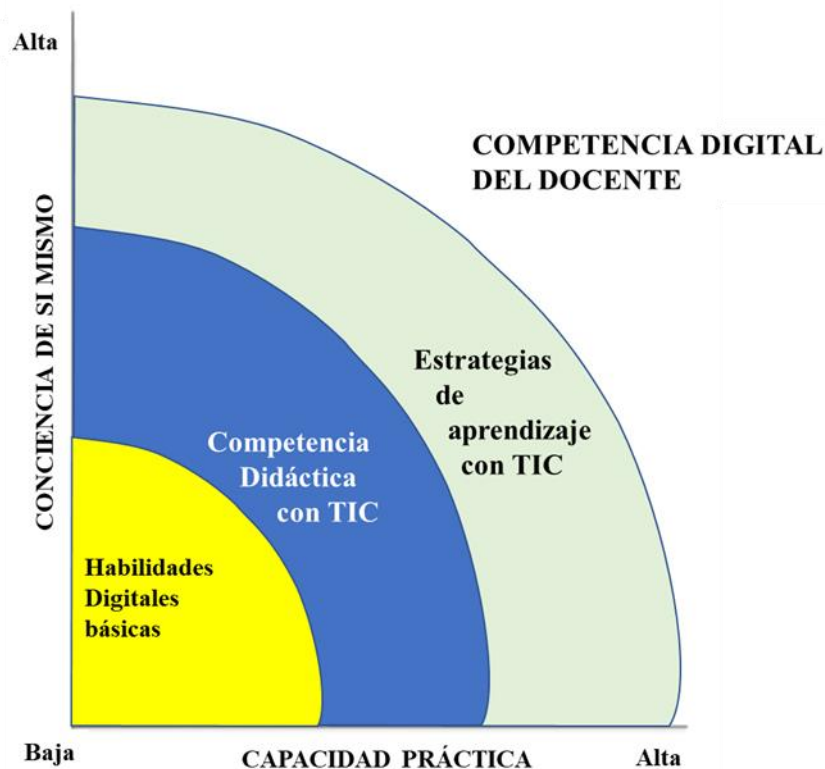 Alta
COMPETENCIA DIGITAL
DEL DOCENTE
CONCIENCIA DE SI MISMO
Estrategias
de
aprendizaje
con TIC
Competencia
Didáctica
con TIC
Habilidades
Digitales
básicas
Baja
CAPACIDAD PRÁCTICA
Alta